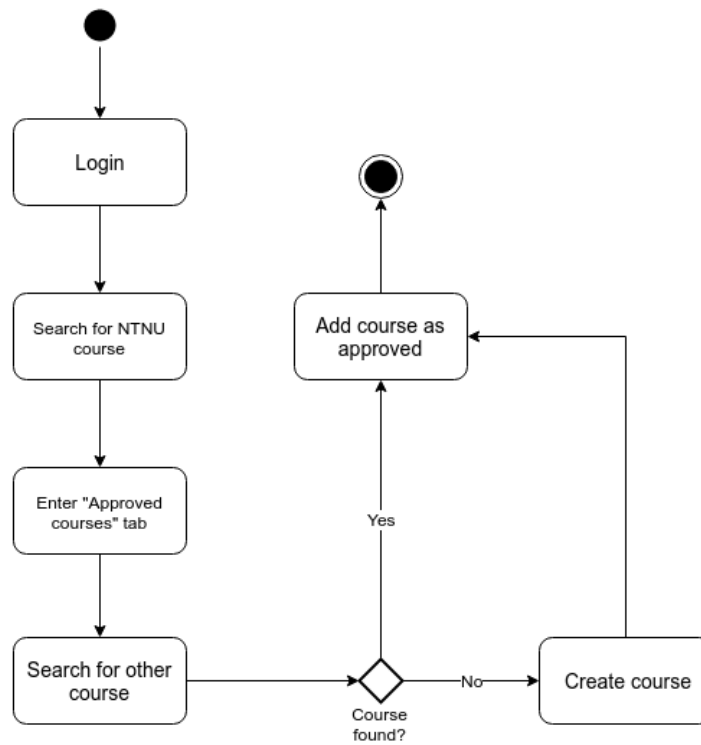 Login
Search for NTNU
course
Enter "Approved
courses" tab
Search for other
course
Course
found?
Yes
No
Create course
Add course as
approved